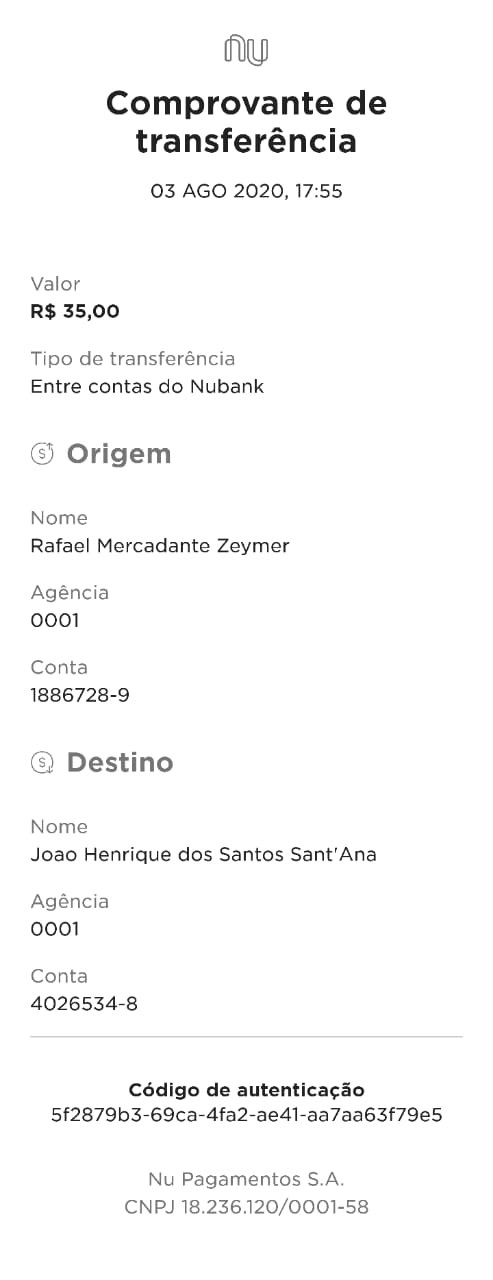 nu
Comprovante de
transferência
03 AGO 2020, 17:55
Valor
R$ 35,00
Tipo de transferência
Entre contas do Nubank
Origem
Nome
Rafael Mercadante Zeymer
Agência
0001
Conta
1886728-9
Destino
Nome
Joao Henrique dos Santos Sant'Ana
Agência
0001
Conta
4026534-8
Código de autenticação
5f2879b3-69ca-4fa2-ae41-aa7aa63f79e5
Nu Pagamentos S.A.
CNPJ 18.236.120/0001-58